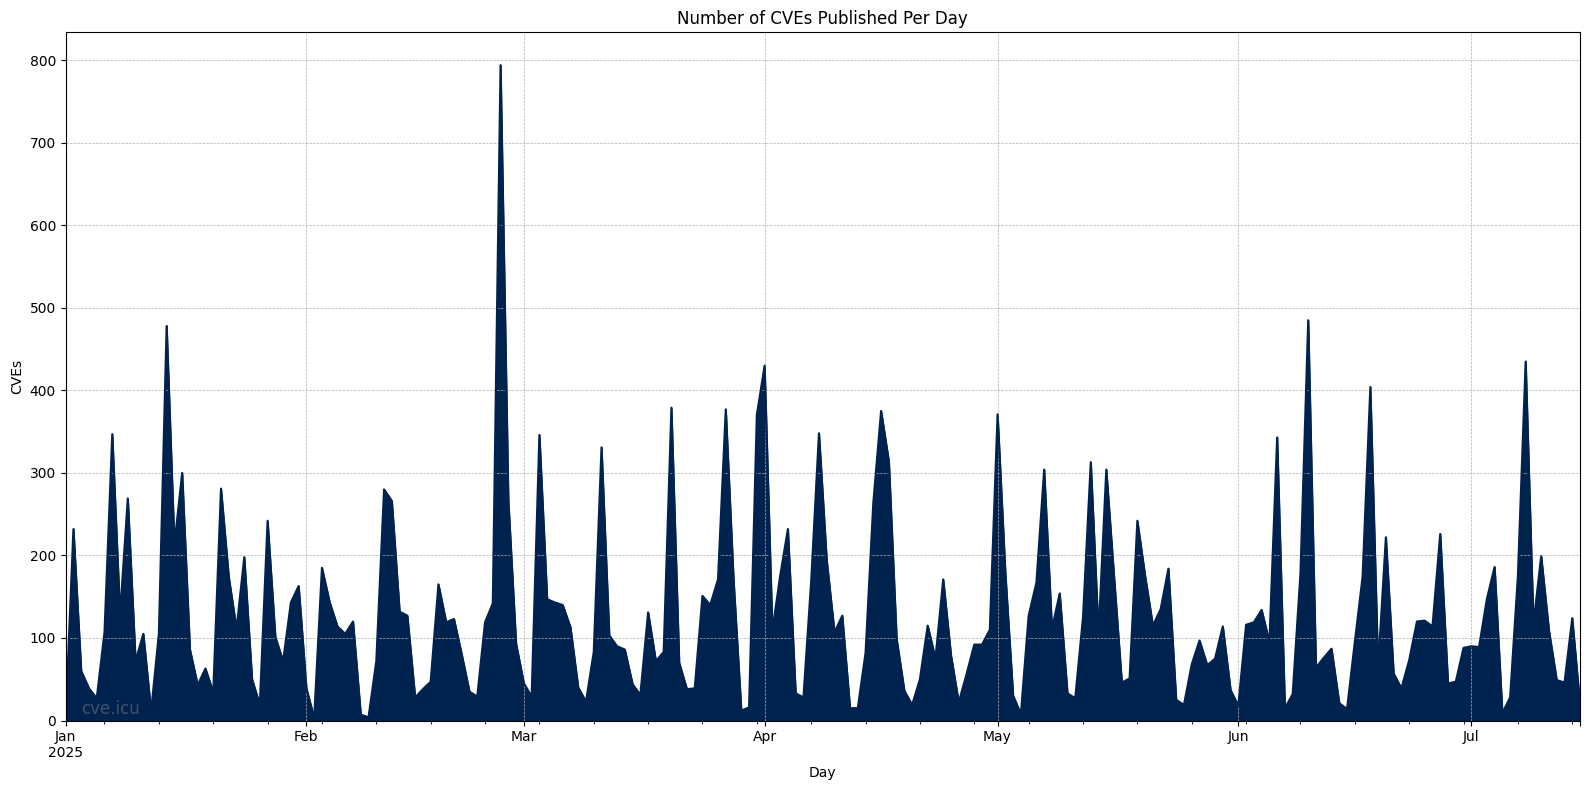 Number of CVEs Published Per Day
800
700
600
500
400
300
200
100
0
CVEs
cve.icu
Jan Feb Mar Apr May Jun Jul
2025
Day